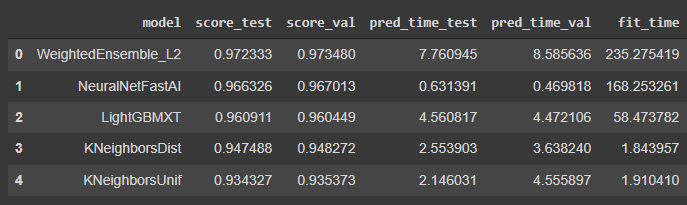 model score_test score_val pred_time_test pred_time_val fit_time
0 WeightedEnsemble_L2 0.972333 0.973480 7.760945 8.585636 235.275419
1 NeuralNetFastAI 0.966326 0.967013 0.631391 0.469818 168.253261
2 LightGBMXT 0.960911 0.960449 4.560817 4.472106 58.473782
3 KNeighborsDist 0.947488 0.948272 2.553903 3.638240 1.843957
4 KNeighborsUnif 0.934327 0.935373 2.146031 4.555897 1.910410